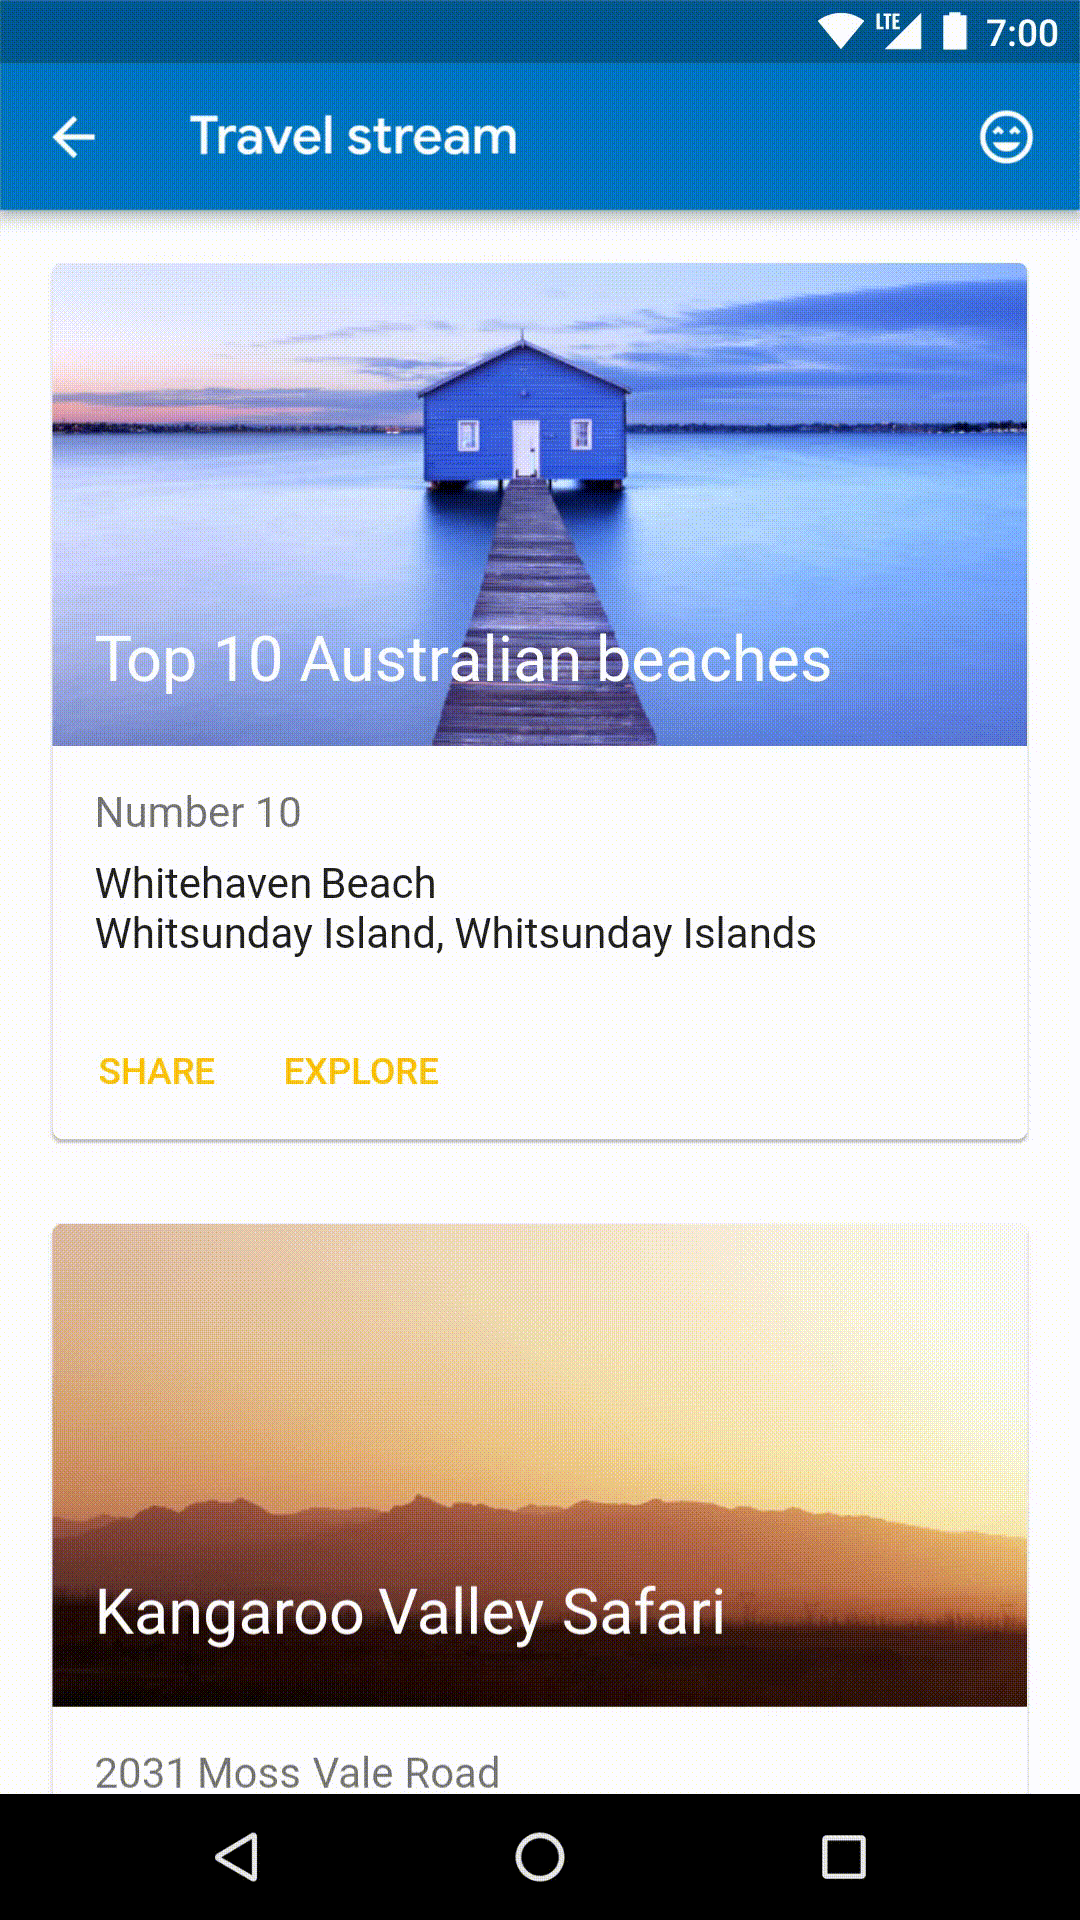 LTE 7:00
Travel stream
Top 10 Australian beaches
Number 10
Whitehaven Beach
Whitsunday Island, Whitsunday Islands
SHARE EXPLORE
Kangaroo Valley Safari
2031 Moss Vale Road